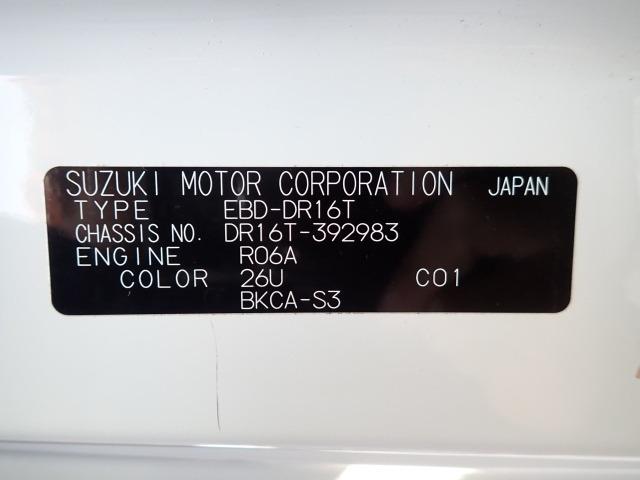 SUZUKI MOTOR CORPORATION JAPAN
TYPE EBD-DR16T
CHASSIS NO. DR16T-392983
ENGINE R06A
COLOR 26U C01
BKCA-S3